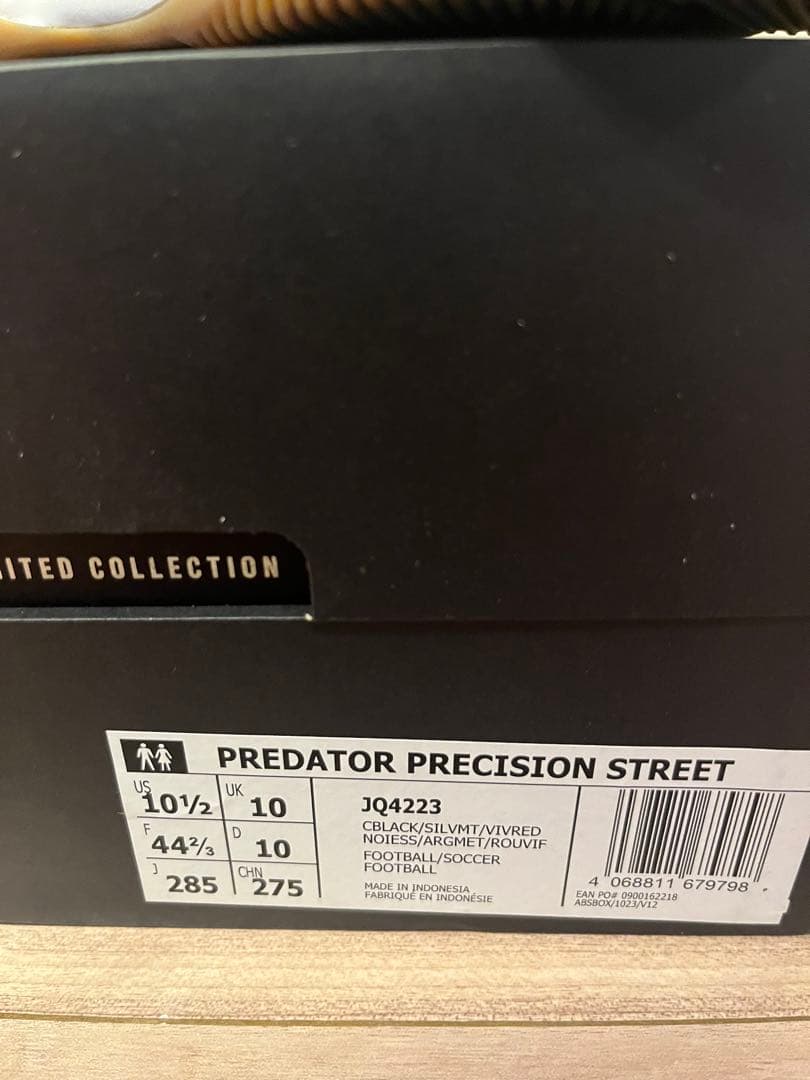 ITED COLLECTION
PREDATOR PRECISION STREET
US 10½ UK 10
F 44⅔ D 10
J 285 CHN 275
JQ4223
CBLACK/SILVMT/VIVRED
NOIESS/ARGMET/ROUVIF
FOOTBALL/SOCCER
FOOTBALL
MADE IN INDONESIA
FABRIQUÉ EN INDONÉSIE
4 068811 679798
EAN PO# 0900162218
ABSBOX/1023/V12